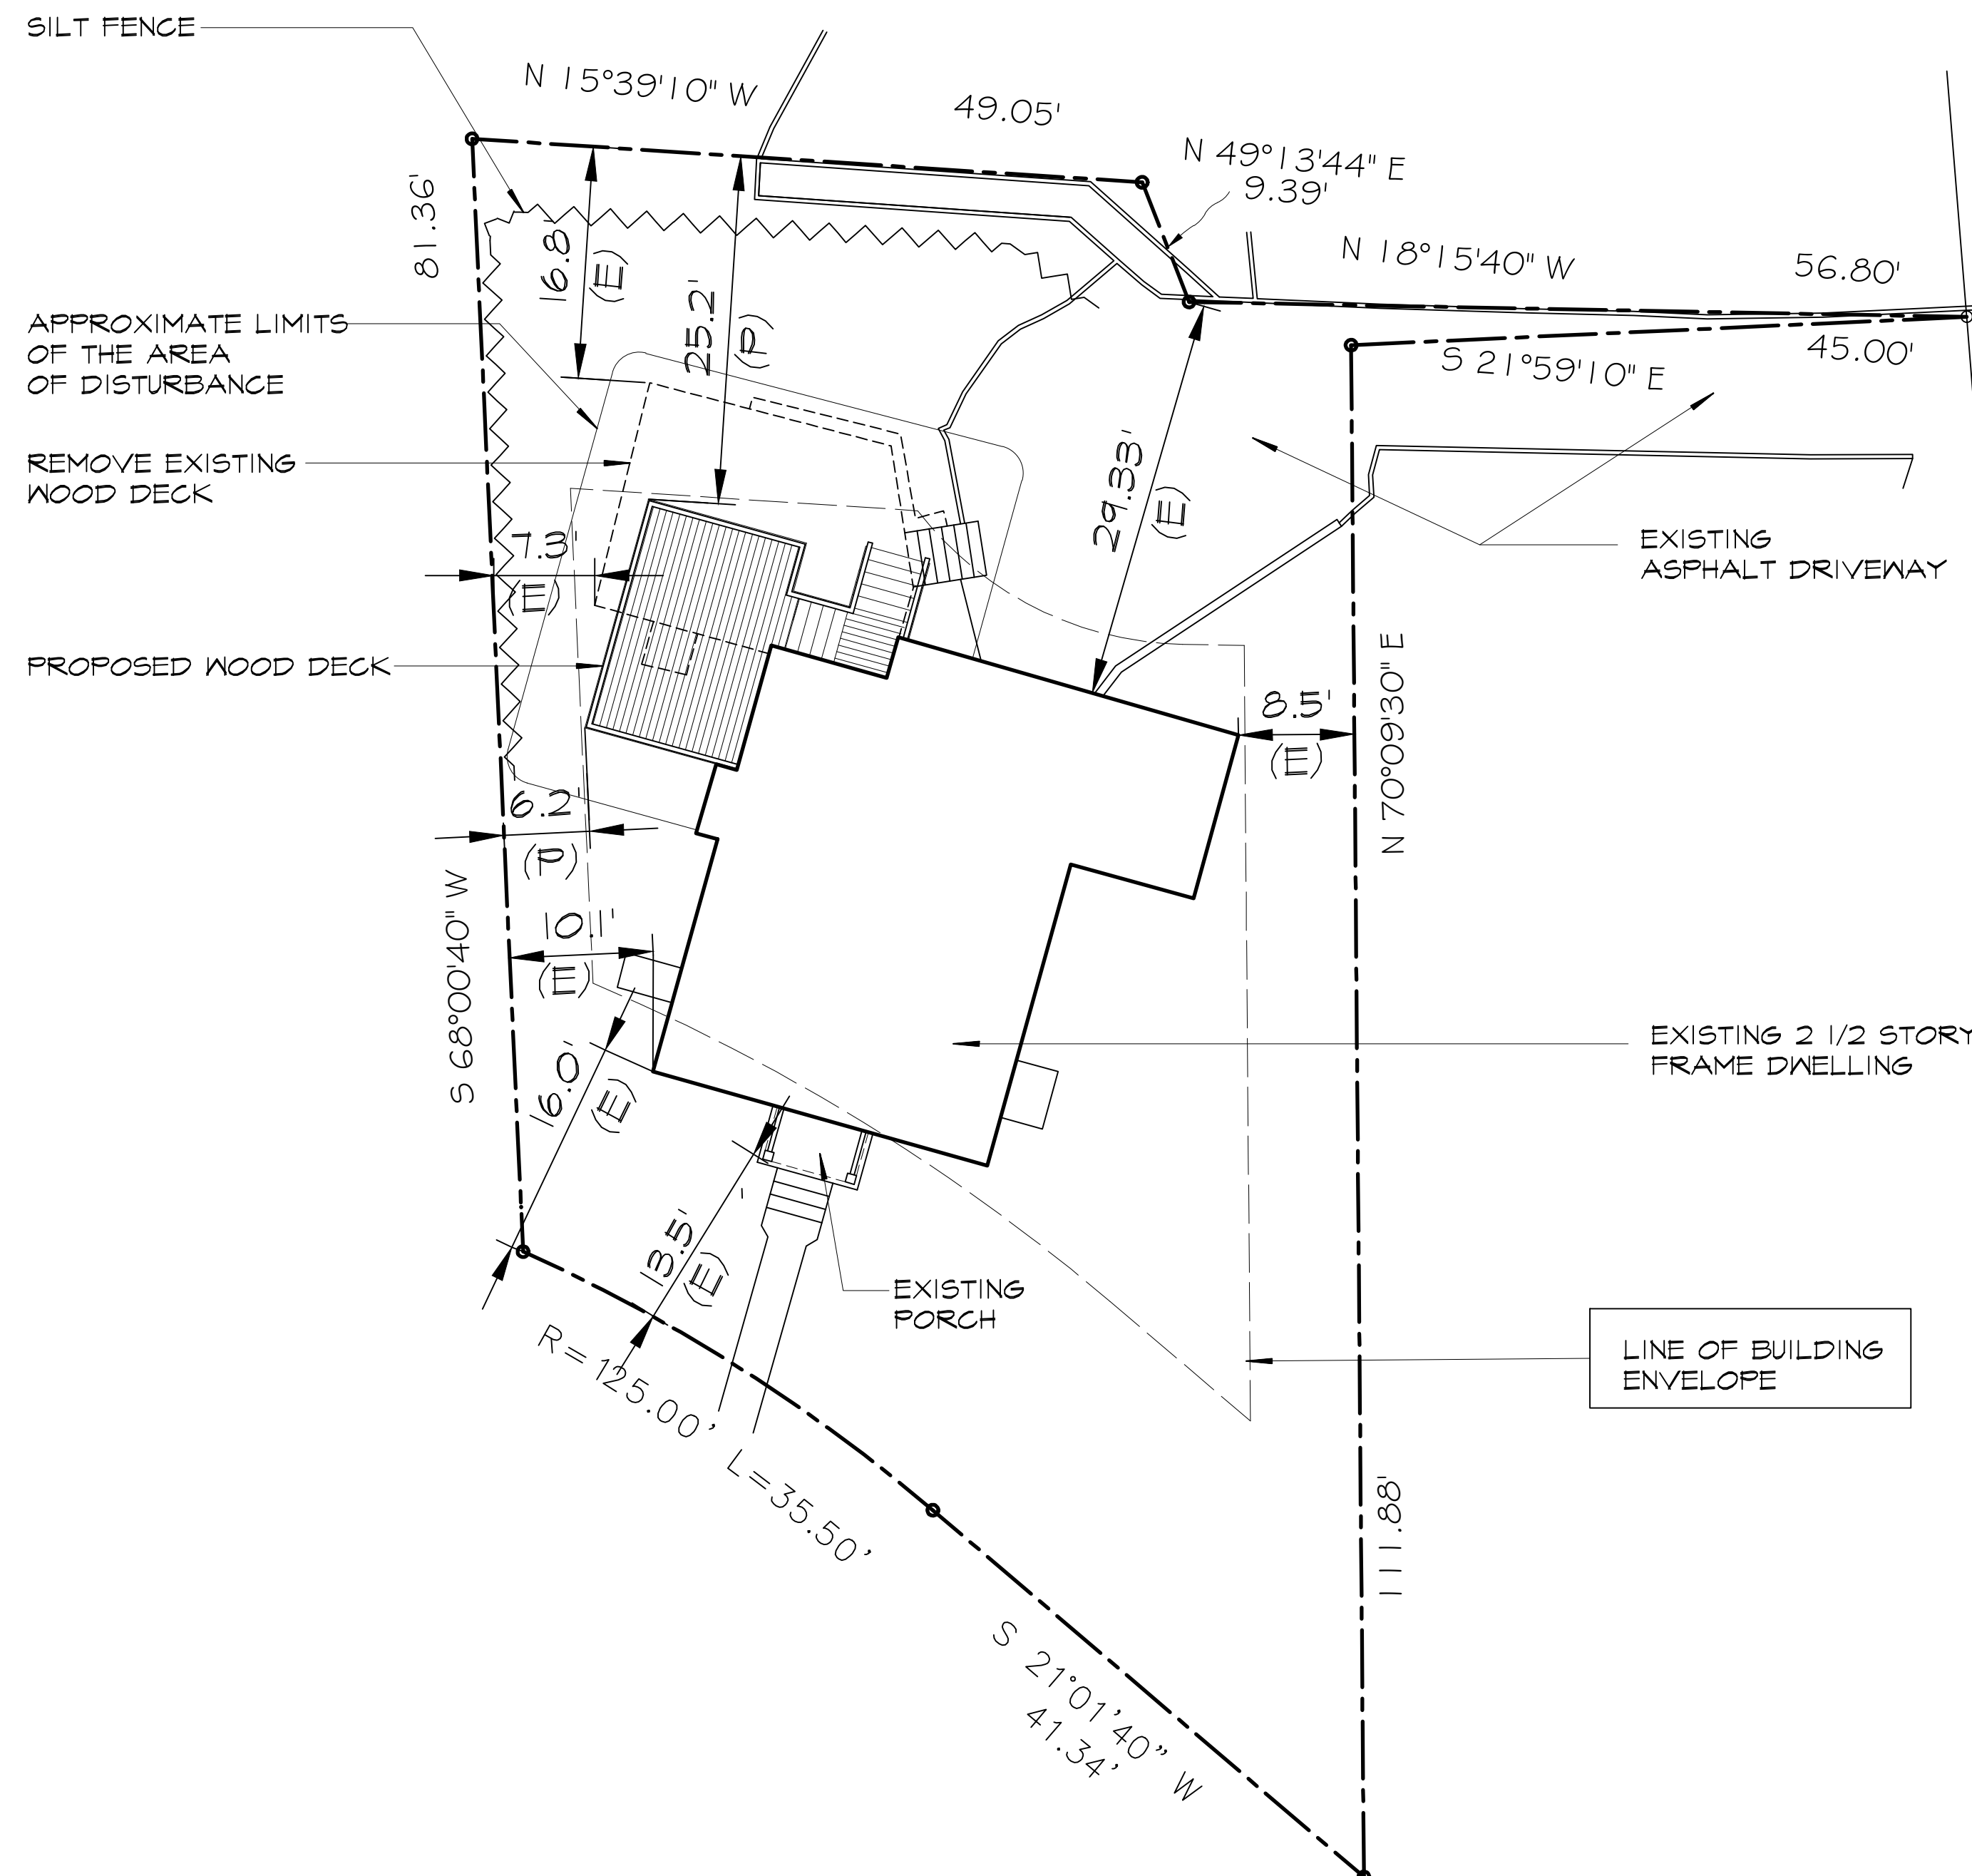 SILT FENCE
N 15°39'10" W
49.05'
N 49°13'44" E
9.39'
N 18°15'40" W
56.80'
81.36'
16.8'
(E)
25.2'
(P)
APPROXIMATE LIMITS
OF THE AREA
OF DISTURBANCE
S 21°59'10" E
45.00'
REMOVE EXISTING
WOOD DECK
29.33'
(E)
7.3'
(E)
EXISTING
ASPHALT DRIVEWAY
PROPOSED WOOD DECK
8.5'
(E)
N 70°09'30" E
6.2'
(P)
S 68°00'40" W
10.1'
(E)
EXISTING 2 1/2 STORY
FRAME DWELLING
16.0'
(E)
13.5'
(E)
EXISTING
PORCH
LINE OF BUILDING
ENVELOPE
R=125.00' L=35.50'
111.88'
S 21°01'40" W
41.34'